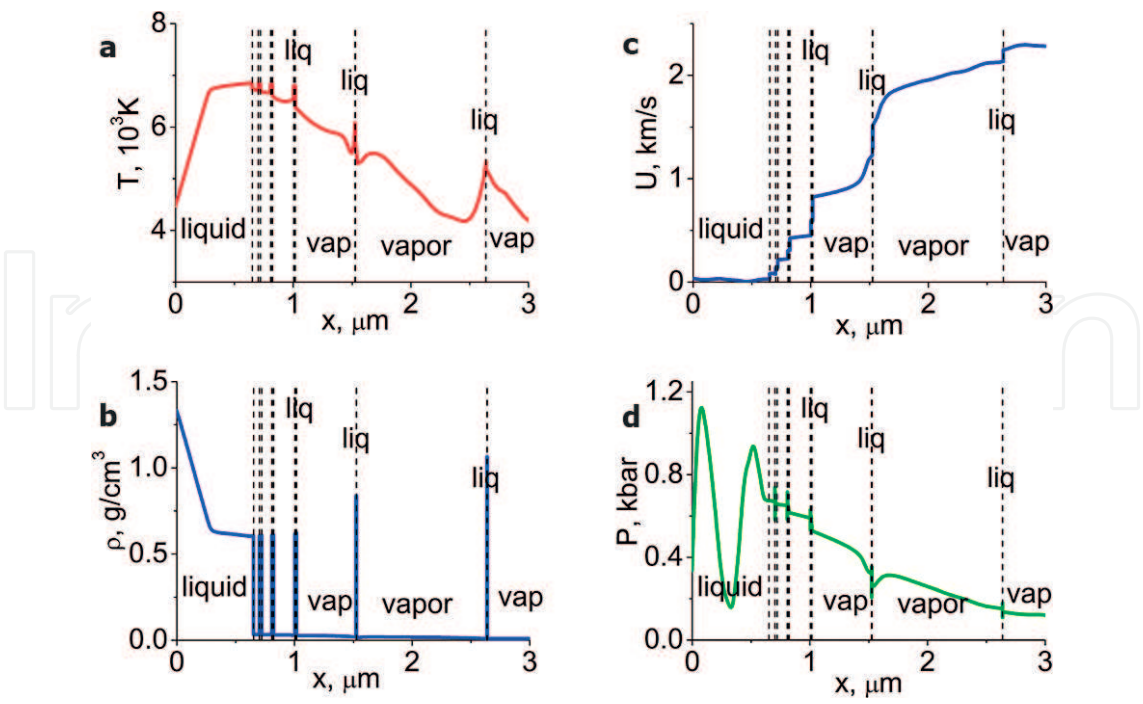 a
8
6
4
T, 10³K
liq
liq
liq
liquid
vap
vapor
vap
0 1 2 3
x, μm
c
2
1
0
U, km/s
liq
liq
liq
liquid
vap
vapor
vap
0 1 2 3
x, μm
b
1.5
1.0
0.5
0.0
ρ, g/cm³
liq
liq
liq
liquid
vap
vapor
vap
0 1 2 3
x, μm
d
1.2
0.8
0.4
0.0
P, kbar
liq
liq
liq
liquid
vap
vapor
vap
0 1 2 3
x, μm